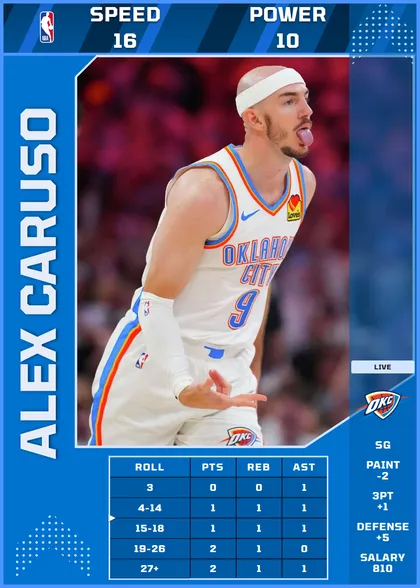 SPEED POWER
16 10
ALEX CARUSO
Love's
OKLAHOMA
CITY
9
LIVE
OKC
SG
PAINT
-2
3PT
+1
DEFENSE
+5
SALARY
810
ROLL PTS REB AST
3 0 0 1
4-14 1 1 1
15-18 1 1 1
19-26 2 1 0
27+ 2 1 1